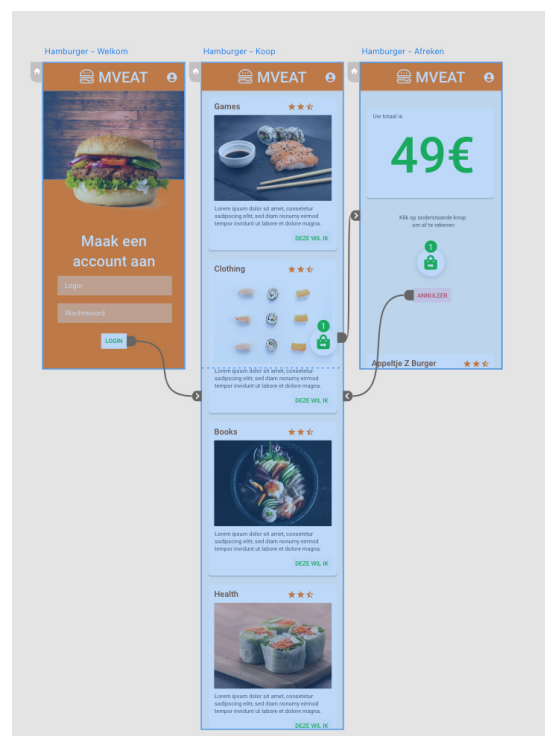 Hamburger – Welkom
MVEAT
Maak een
account aan
Login
Wachtwoord
LOGIN
Hamburger – Koop
MVEAT
Games
Lorem ipsum dolor sit amet, consetetur
sadipscing elitr, sed diam nonumy eirmod
tempor invidunt ut labore et dolore magna.
DEZE WIL IK
Clothing
1
Lorem ipsum dolor sit amet, consetetur
sadipscing elitr, sed diam nonumy eirmod
tempor invidunt ut labore et dolore magna.
DEZE WIL IK
Books
Lorem ipsum dolor sit amet, consetetur
sadipscing elitr, sed diam nonumy eirmod
tempor invidunt ut labore et dolore magna.
DEZE WIL IK
Health
Lorem ipsum dolor sit amet, consetetur
sadipscing elitr, sed diam nonumy eirmod
tempor invidunt ut labore et dolore magna.
DEZE WIL IK
Hamburger – Afreken
MVEAT
Uw totaal is
49€
Klik op onderstaande knop
om af te rekenen
1
ANNULEER
Appeltje Z Burger